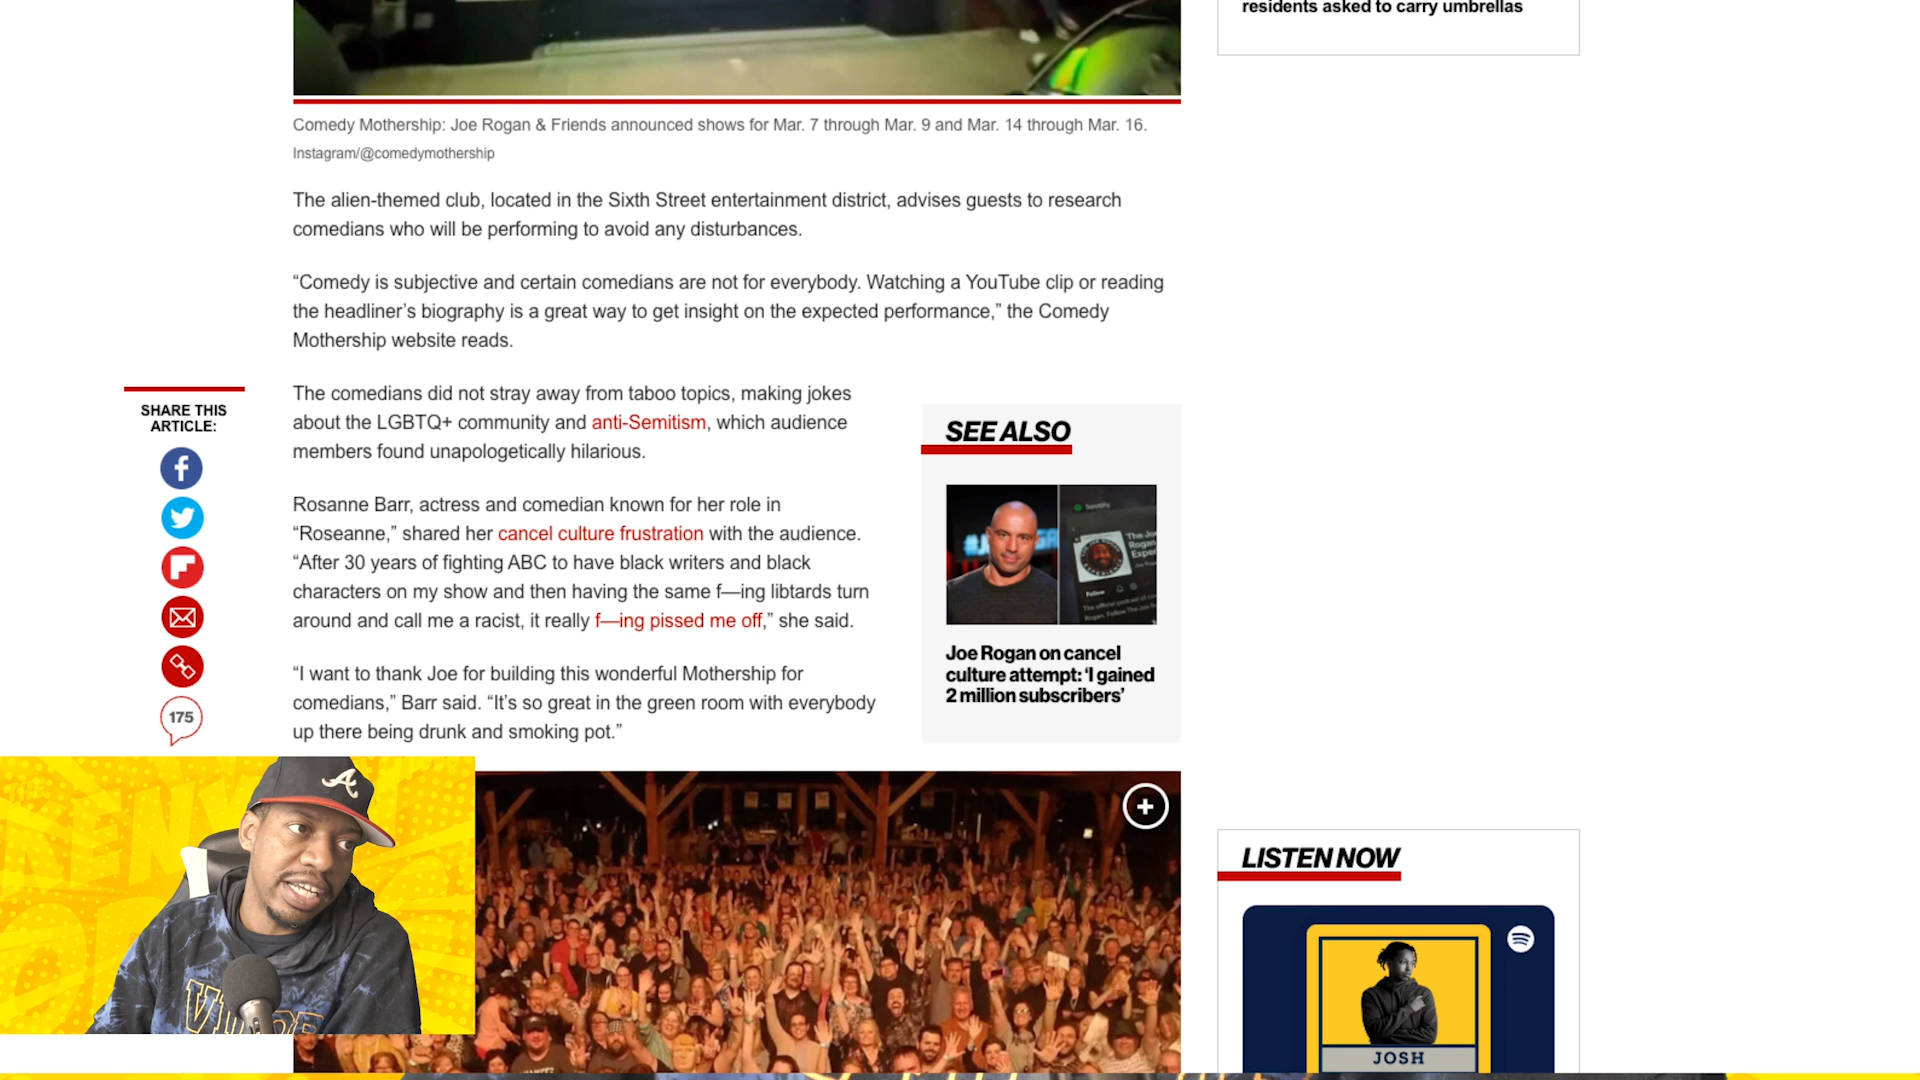 residents asked to carry umbrellas
Comedy Mothership: Joe Rogan & Friends announced shows for Mar. 7 through Mar. 9 and Mar. 14 through Mar. 16.
Instagram/@comedymothership
The alien-themed club, located in the Sixth Street entertainment district, advises guests to research
comedians who will be performing to avoid any disturbances.
“Comedy is subjective and certain comedians are not for everybody. Watching a YouTube clip or reading
the headliner’s biography is a great way to get insight on the expected performance,” the Comedy
Mothership website reads.
SHARE THIS
ARTICLE:
175
The comedians did not stray away from taboo topics, making jokes
about the LGBTQ+ community and anti-Semitism, which audience
members found unapologetically hilarious.
Rosanne Barr, actress and comedian known for her role in
“Roseanne,” shared her cancel culture frustration with the audience.
“After 30 years of fighting ABC to have black writers and black
characters on my show and then having the same f—ing libtards turn
around and call me a racist, it really f—ing pissed me off,” she said.
“I want to thank Joe for building this wonderful Mothership for
comedians,” Barr said. “It’s so great in the green room with everybody
up there being drunk and smoking pot.”
SEE ALSO
Spotify
The Joe
Rogan
Exper
Follow
Joe Rogan on cancel
culture attempt: ‘I gained
2 million subscribers’
A
LISTEN NOW
JOSH